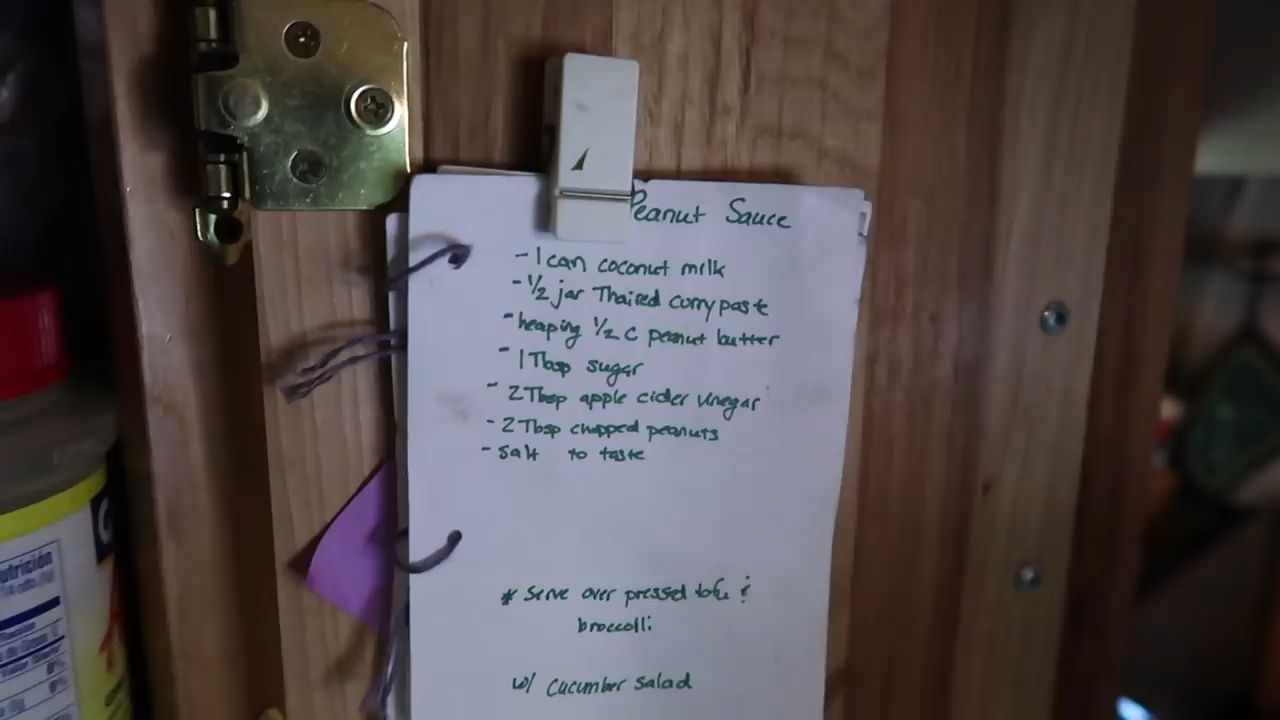 Peanut Sauce
- 1 can coconut milk
- 1/2 jar Thai red curry paste
- heaping 1/2 c peanut butter
- 1 Tbsp sugar
- 2 Tbsp apple cider vinegar
- 2 Tbsp chopped peanuts
- salt to taste
* Serve over pressed tofu &
broccoli
w/ Cucumber Salad
utrición